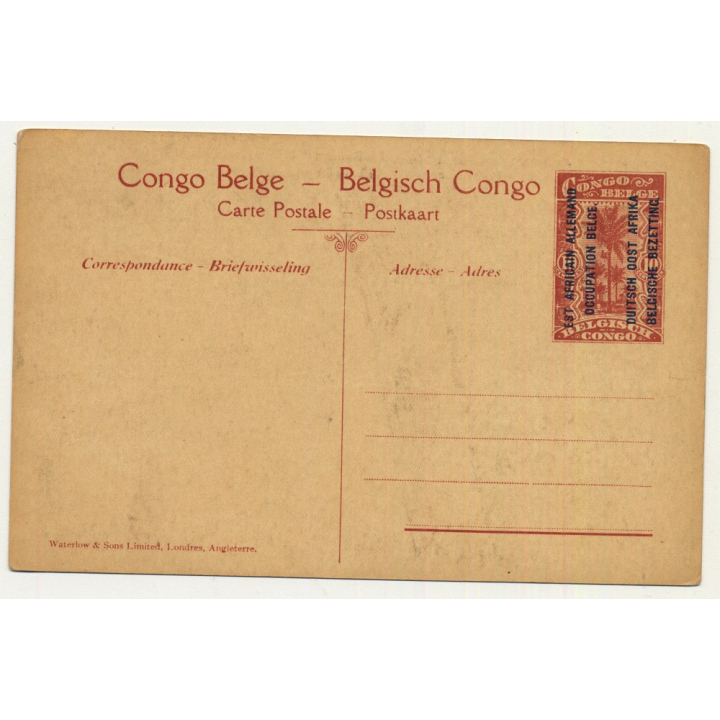 Congo Belge – Belgisch Congo
Carte Postale – Postkaart
Correspondance – Briefwisseling
Adresse – Adres
CONGO
BELGE
EST AFRICAIN ALLEMAND
OCCUPATION BELGE.
DUITSCH OOST AFRIKA
BELGISCHE BEZETTING.
BELGISCH
CONGO
Waterlow & Sons Limited, Londres, Angleterre.